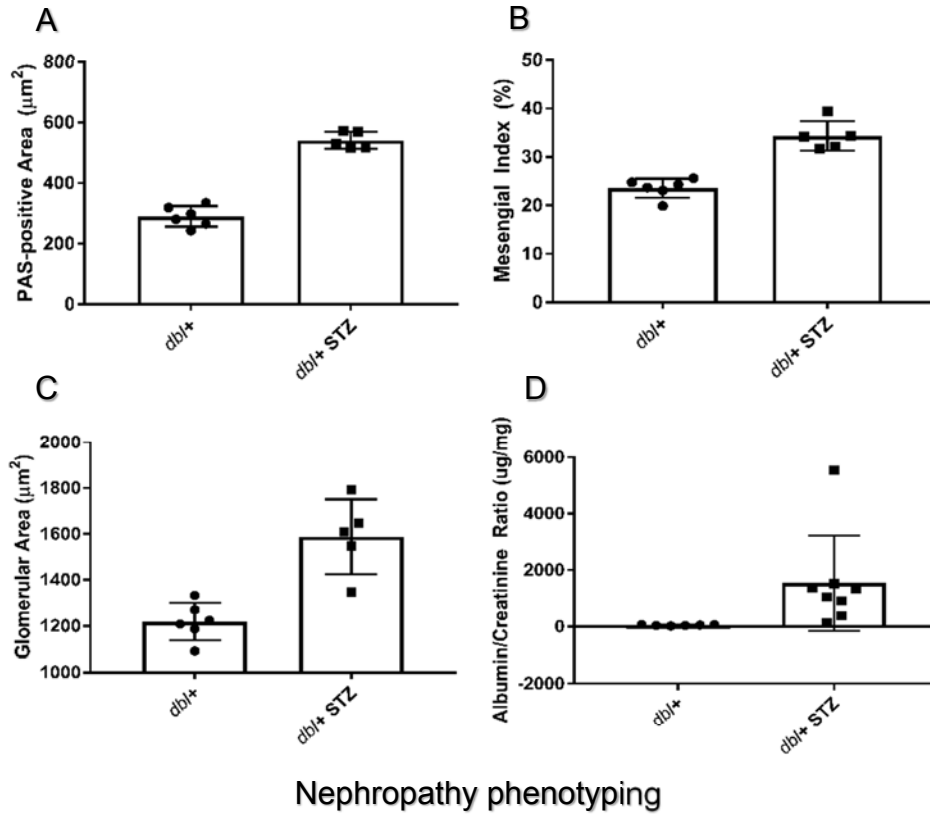 A
PAS-positive Area (μm²)
800
600
400
200
0
db/+
db/+ STZ
B
Mesengial Index (%)
50
40
30
20
10
0
db/+
db/+ STZ
C
Glomerular Area (μm²)
2000
1800
1600
1400
1200
1000
db/+
db/+ STZ
D
Albumin/Creatinine Ratio (ug/mg)
6000
4000
2000
0
-2000
db/+
db/+ STZ
Nephropathy phenotyping